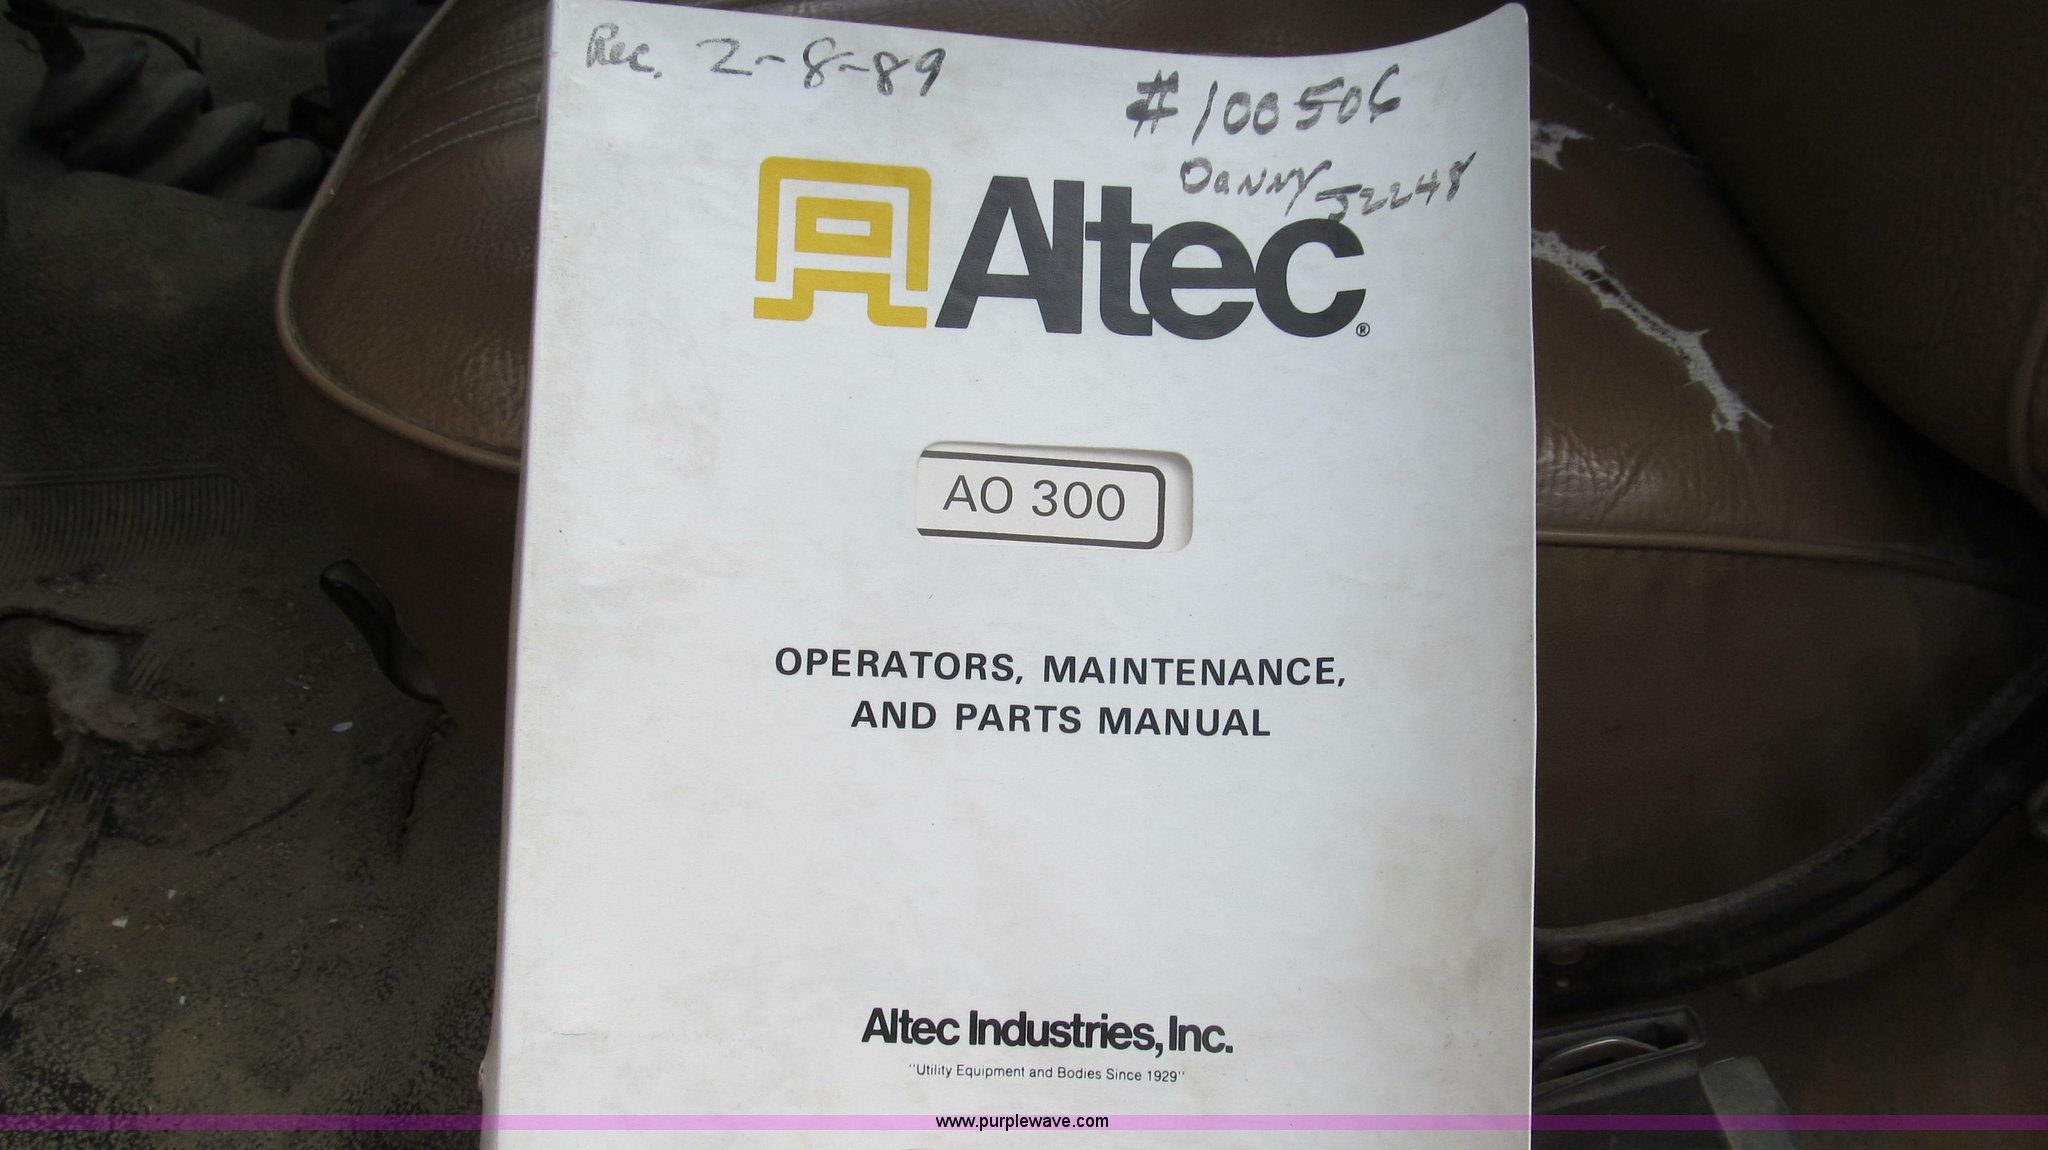 Rec. 2-8-89
#100506
Danny J2248
Altec®
AO 300
OPERATORS, MAINTENANCE,
AND PARTS MANUAL
Altec Industries, Inc.
"Utility Equipment and Bodies Since 1929"
www.purplewave.com